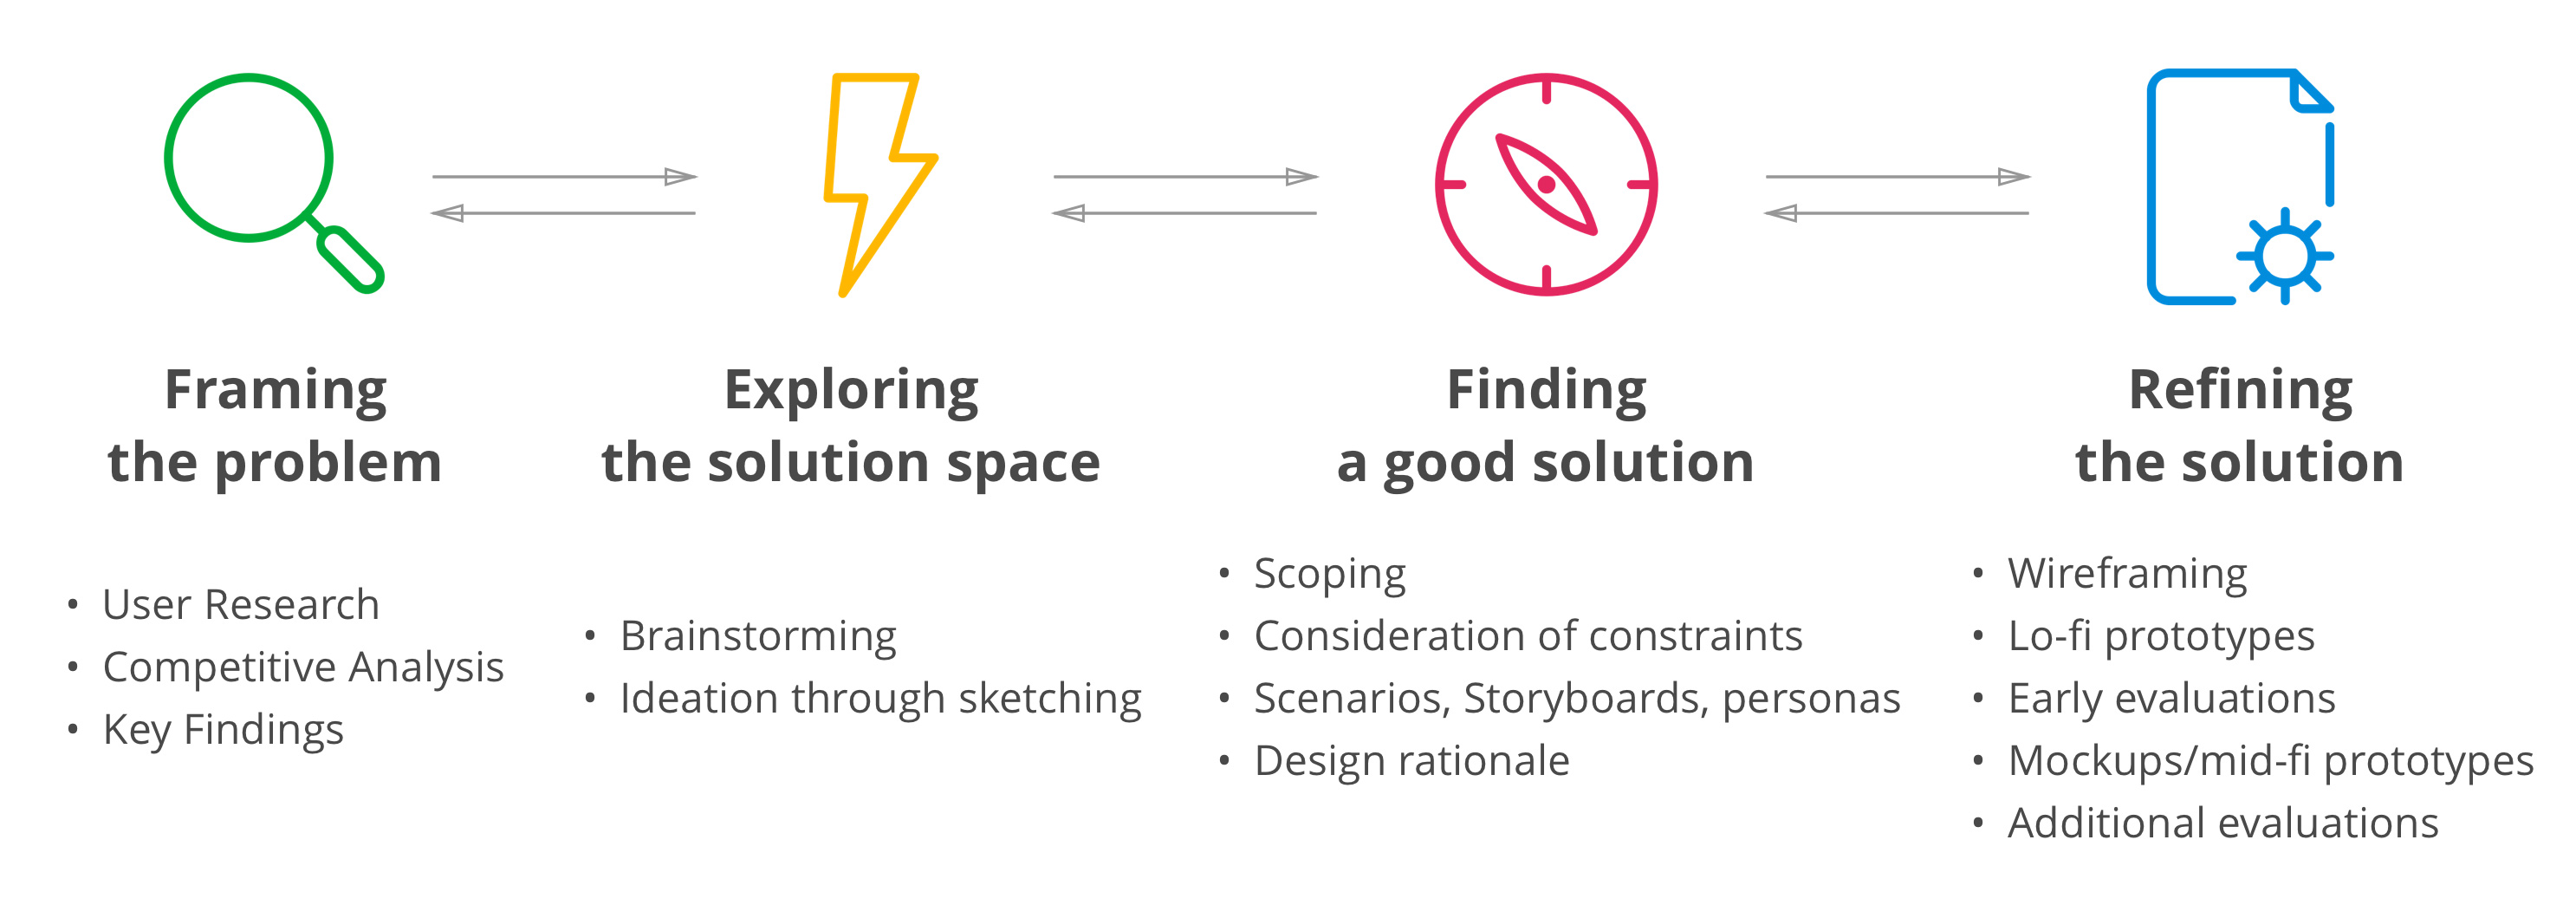 Framing
the problem
• User Research
• Competitive Analysis
• Key Findings
Exploring
the solution space
• Brainstorming
• Ideation through sketching
Finding
a good solution
• Scoping
• Consideration of constraints
• Scenarios, Storyboards, personas
• Design rationale
Refining
the solution
• Wireframing
• Lo-fi prototypes
• Early evaluations
• Mockups/mid-fi prototypes
• Additional evaluations